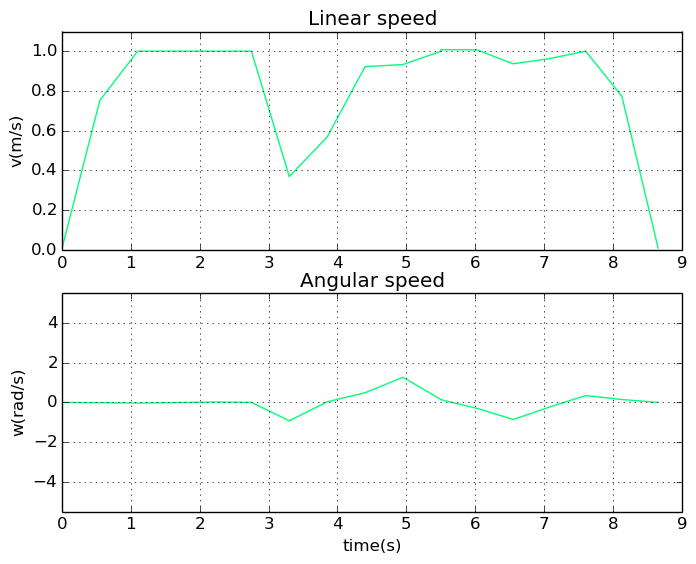 Linear speed
1.0
0.8
0.6
0.4
0.2
0.0
v(m/s)
0 1 2 3 4 5 6 7 8 9
Angular speed
4
2
0
−2
−4
w(rad/s)
0 1 2 3 4 5 6 7 8 9
time(s)